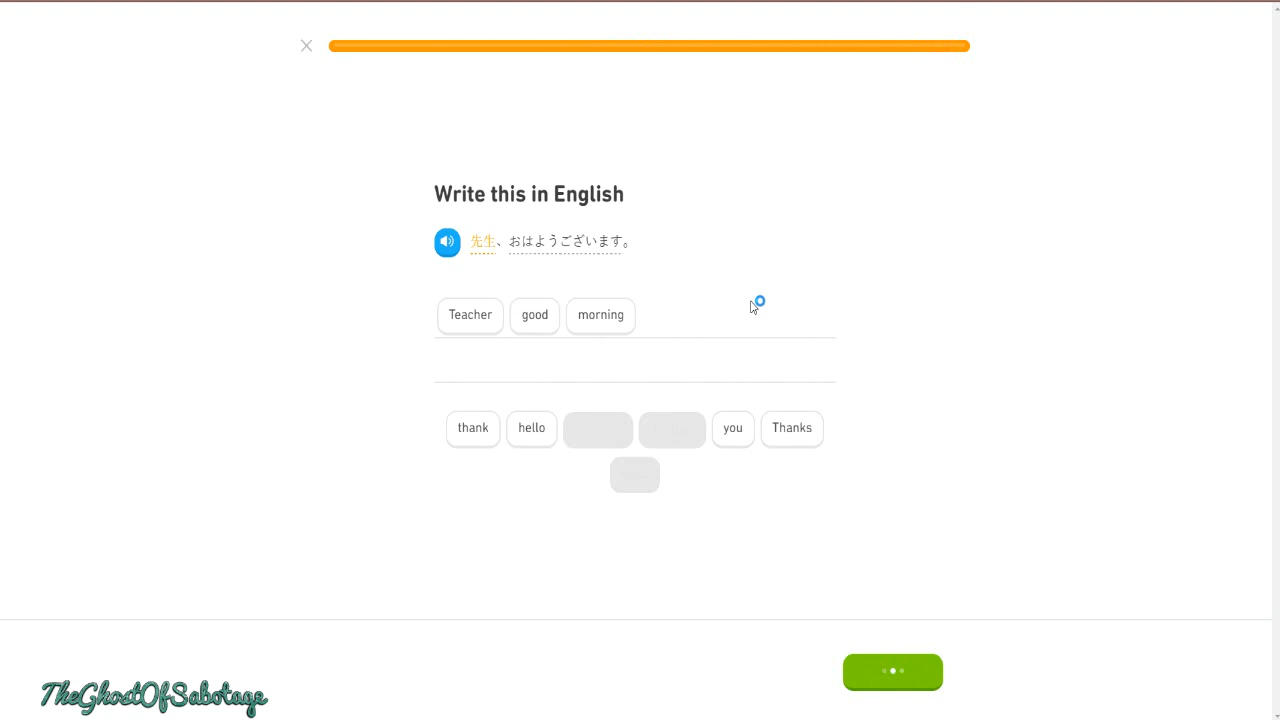 Write this in English
先生、おはようございます。
Teacher good morning
thank hello you Thanks
TheGhostOfSabotage